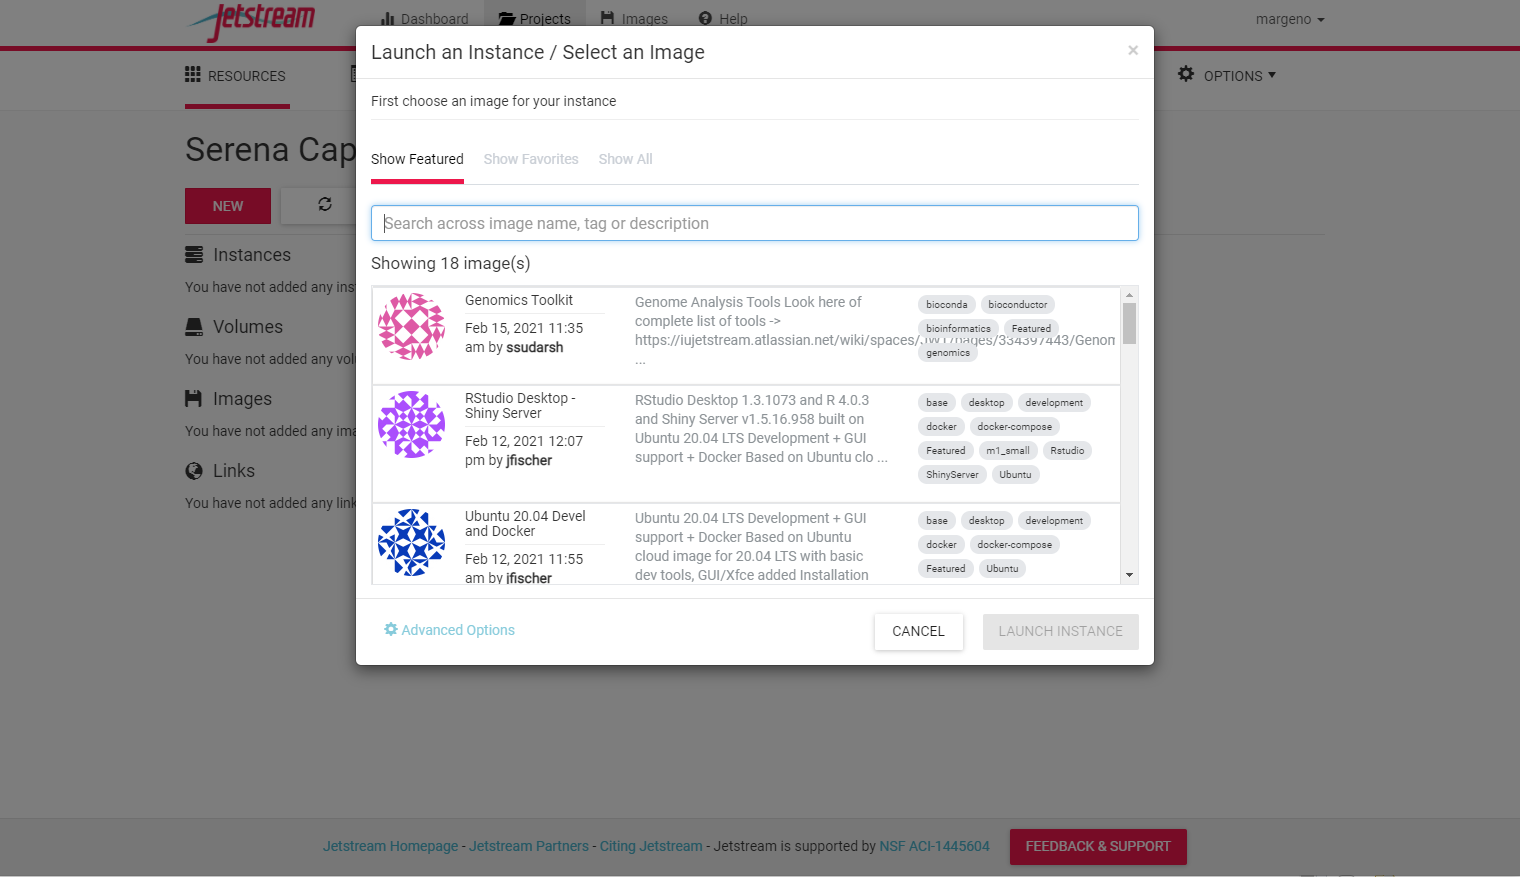 Jetstream
Dashboard
Projects
Images
Help
margeno
Launch an Instance / Select an Image
×
RESOURCES
OPTIONS
First choose an image for your instance
Serena Cap
Show Featured
Show Favorites
Show All
NEW
Search across image name, tag or description
Showing 18 image(s)
Instances
You have not added any ins
Volumes
You have not added any vol
Images
You have not added any ima
Links
You have not added any link
Genomics Toolkit
Feb 15, 2021 11:35
am by ssudarsh
Genome Analysis Tools Look here of
complete list of tools ->
https://iujetstream.atlassian.net/wiki/spaces/JWT/pages/334397443/Genom
...
bioconda
bioconductor
bioinformatics
Featured
genomics
RStudio Desktop -
Shiny Server
Feb 12, 2021 12:07
pm by jfischer
RStudio Desktop 1.3.1073 and R 4.0.3
and Shiny Server v1.5.16.958 built on
Ubuntu 20.04 LTS Development + GUI
support + Docker Based on Ubuntu clo ...
base
desktop
development
docker
docker-compose
Featured
m1_small
Rstudio
ShinyServer
Ubuntu
Ubuntu 20.04 Devel
and Docker
Feb 12, 2021 11:55
am by jfischer
Ubuntu 20.04 LTS Development + GUI
support + Docker Based on Ubuntu
cloud image for 20.04 LTS with basic
dev tools, GUI/Xfce added Installation
base
desktop
development
docker
docker-compose
Featured
Ubuntu
Advanced Options
CANCEL
LAUNCH INSTANCE
Jetstream Homepage - Jetstream Partners - Citing Jetstream - Jetstream is supported by NSF ACI-1445604
FEEDBACK & SUPPORT